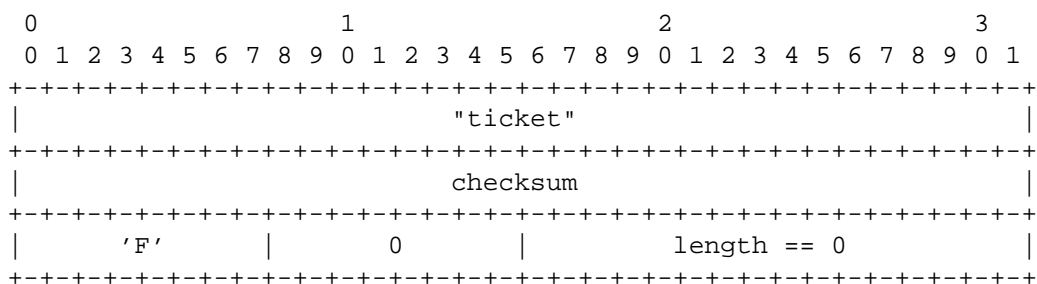 0                   1                   2                   3
 0 1 2 3 4 5 6 7 8 9 0 1 2 3 4 5 6 7 8 9 0 1 2 3 4 5 6 7 8 9 0 1
+-+-+-+-+-+-+-+-+-+-+-+-+-+-+-+-+-+-+-+-+-+-+-+-+-+-+-+-+-+-+-+-+
|                           "ticket"                            |
+-+-+-+-+-+-+-+-+-+-+-+-+-+-+-+-+-+-+-+-+-+-+-+-+-+-+-+-+-+-+-+-+
|                           checksum                            |
+-+-+-+-+-+-+-+-+-+-+-+-+-+-+-+-+-+-+-+-+-+-+-+-+-+-+-+-+-+-+-+-+
|      ’F’      |       0       |         length == 0           |
+-+-+-+-+-+-+-+-+-+-+-+-+-+-+-+-+-+-+-+-+-+-+-+-+-+-+-+-+-+-+-+-+